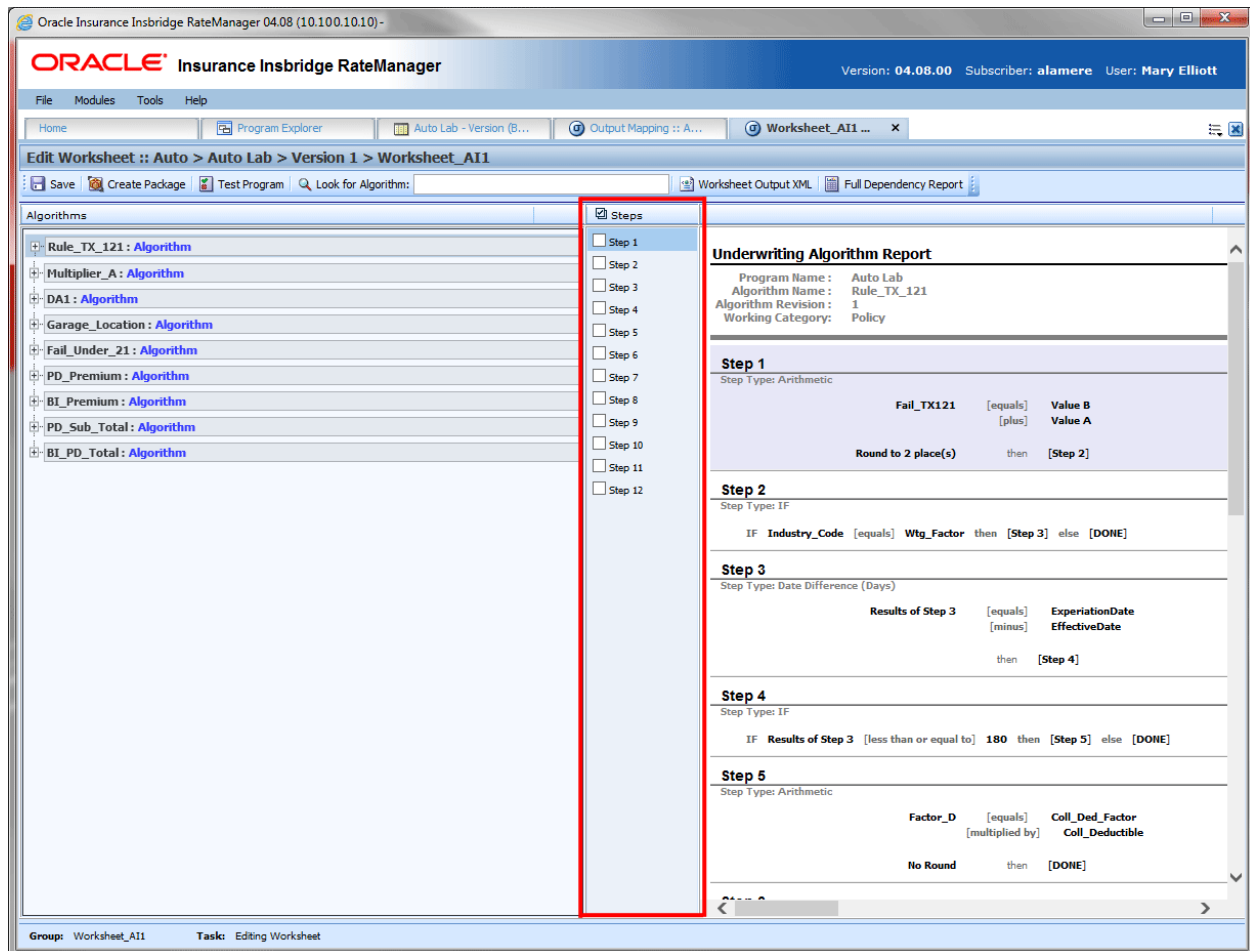 Oracle Insurance Insbridge RateManager 04.08 (10.100.10.10) -
ORACLE Insurance Insbridge RateManager
Version: 04.08.00 Subscriber: alamere User: Mary Elliott
File Modules Tools Help
Home Program Explorer Auto Lab - Version (B... Output Mapping :: A... Worksheet_AI1 ... ×
Edit Worksheet :: Auto > Auto Lab > Version 1 > Worksheet_AI1
Save Create Package Test Program Look for Algorithm: Worksheet Output XML Full Dependency Report
Algorithms
Rule_TX_121 : Algorithm
Multiplier_A : Algorithm
DA1 : Algorithm
Garage_Location : Algorithm
Fail_Under_21 : Algorithm
PD_Premium : Algorithm
BI_Premium : Algorithm
PD_Sub_Total : Algorithm
BI_PD_Total : Algorithm
Steps
Step 1
Step 2
Step 3
Step 4
Step 5
Step 6
Step 7
Step 8
Step 9
Step 10
Step 11
Step 12
Underwriting Algorithm Report
Program Name : Auto Lab
Algorithm Name : Rule_TX_121
Algorithm Revision : 1
Working Category: Policy
Step 1
Step Type: Arithmetic
Fail_TX121 [equals] Value B
[plus] Value A
Round to 2 place(s) then [Step 2]
Step 2
Step Type: IF
IF Industry_Code [equals] Wtg_Factor then [Step 3] else [DONE]
Step 3
Step Type: Date Difference (Days)
Results of Step 3 [equals] ExperiationDate
[minus] EffectiveDate
then [Step 4]
Step 4
Step Type: IF
IF Results of Step 3 [less than or equal to] 180 then [Step 5] else [DONE]
Step 5
Step Type: Arithmetic
Factor_D [equals] Coll_Ded_Factor
[multiplied by] Coll_Deductible
No Round then [DONE]
Group: Worksheet_AI1 Task: Editing Worksheet